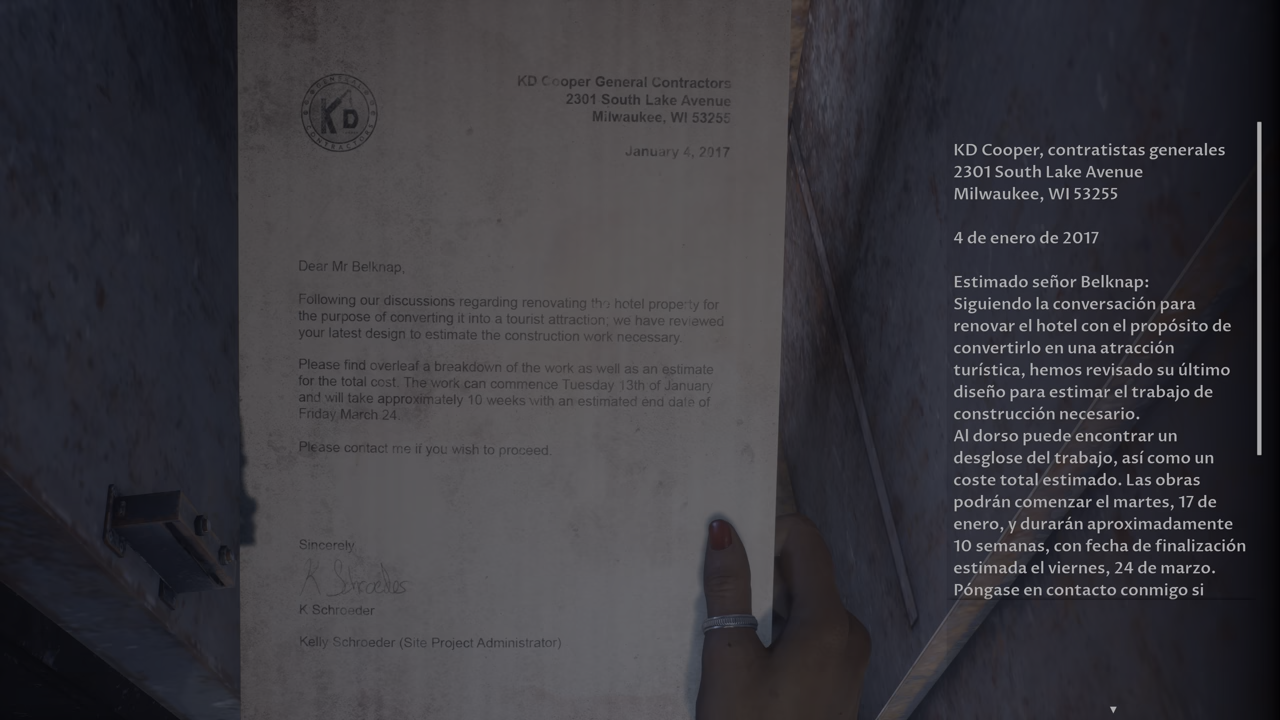 KD Cooper General Contractors
2301 South Lake Avenue
Milwaukee, WI 53255
January 4, 2017
KD
Dear Mr Belknap,
Following our discussions regarding renovating the hotel property for
the purpose of converting it into a tourist attraction; we have reviewed
your latest design to estimate the construction work necessary.
Please find overleaf a breakdown of the work as well as an estimate
for the total cost. The work can commence Tuesday 13th of January
and will take approximately 10 weeks with an estimated end date of
Friday March 24.
Please contact me if you wish to proceed.
Sincerely
K Schroeder
K Schroeder
Kelly Schroeder (Site Project Administrator)
KD Cooper, contratistas generales
2301 South Lake Avenue
Milwaukee, WI 53255
4 de enero de 2017
Estimado señor Belknap:
Siguiendo la conversación para
renovar el hotel con el propósito de
convertirlo en una atracción
turística, hemos revisado su último
diseño para estimar el trabajo de
construcción necesario.
Al dorso puede encontrar un
desglose del trabajo, así como un
coste total estimado. Las obras
podrán comenzar el martes, 17 de
enero, y durarán aproximadamente
10 semanas, con fecha de finalización
estimada el viernes, 24 de marzo.
Póngase en contacto conmigo si